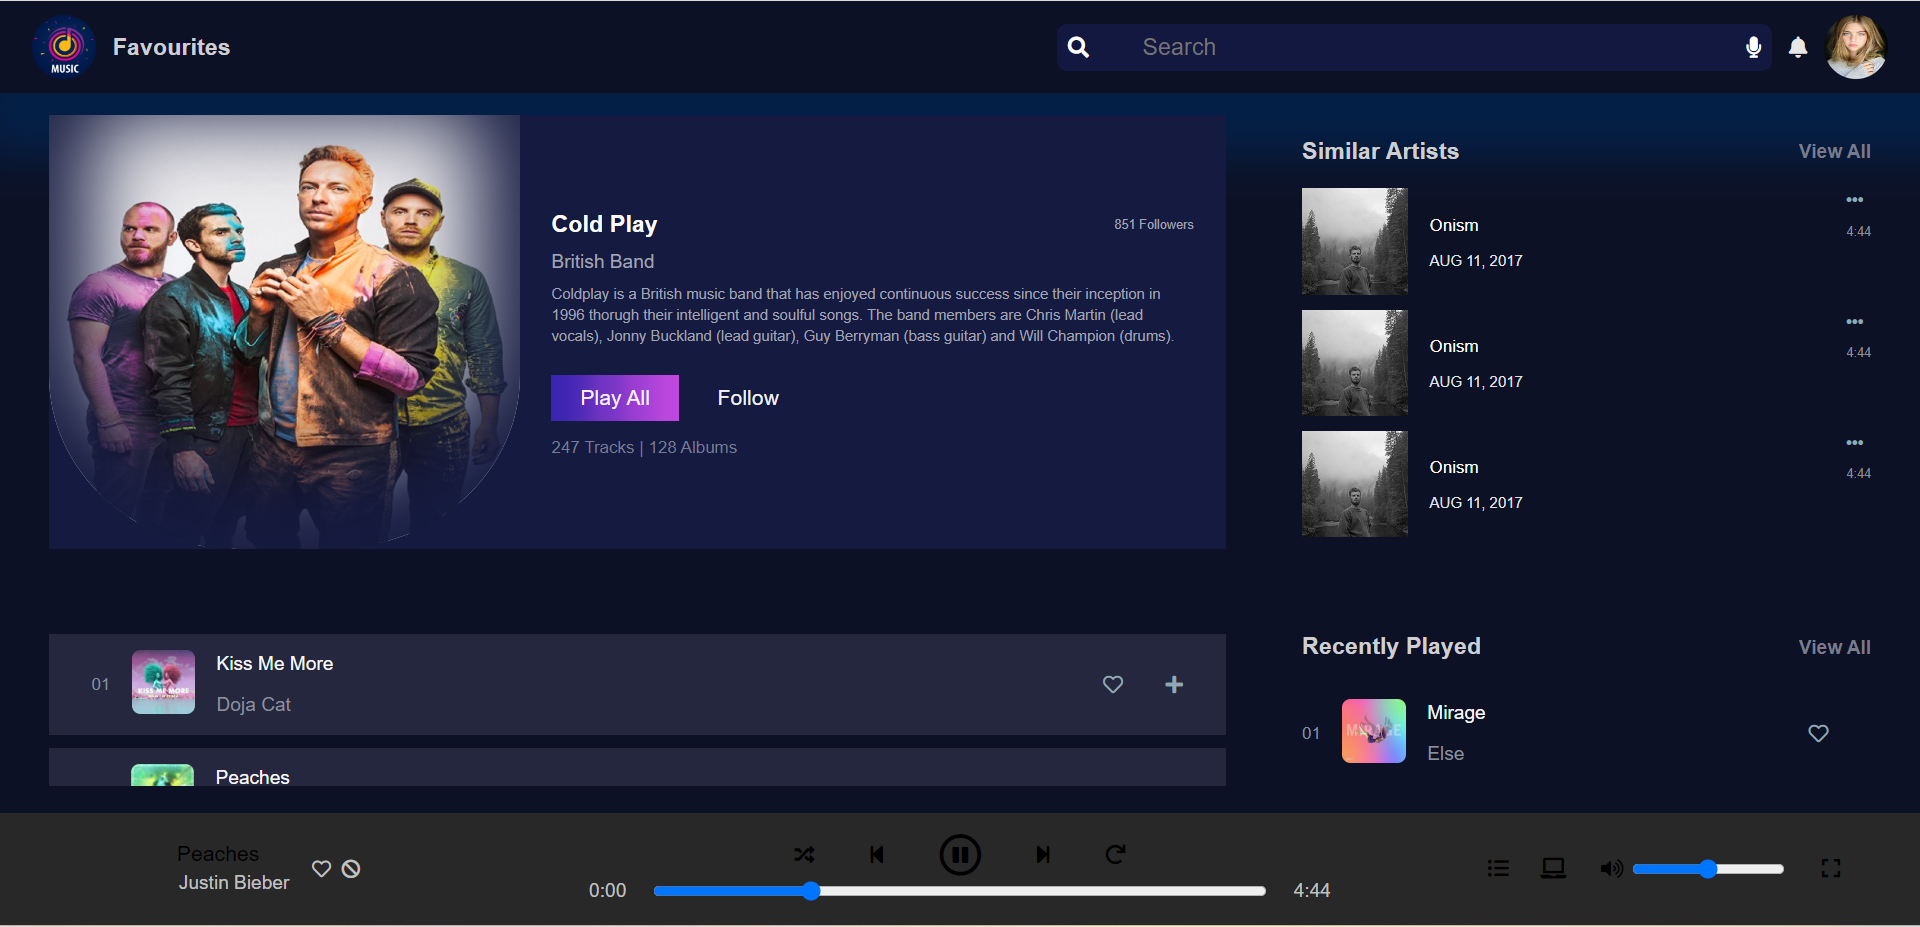 MUSIC
Favourites
Search
Cold Play
851 Followers
British Band
Coldplay is a British music band that has enjoyed continuous success since their inception in
1996 thorugh their intelligent and soulful songs. The band members are Chris Martin (lead
vocals), Jonny Buckland (lead guitar), Guy Berryman (bass guitar) and Will Champion (drums).
Play All
Follow
247 Tracks | 128 Albums
Similar Artists
View All
Onism
4:44
AUG 11, 2017
Onism
4:44
AUG 11, 2017
Onism
4:44
AUG 11, 2017
01
KISS ME MORE
Kiss Me More
Doja Cat
Peaches
Recently Played
View All
01
MIRAGE
Mirage
Else
Peaches
Justin Bieber
0:00
4:44